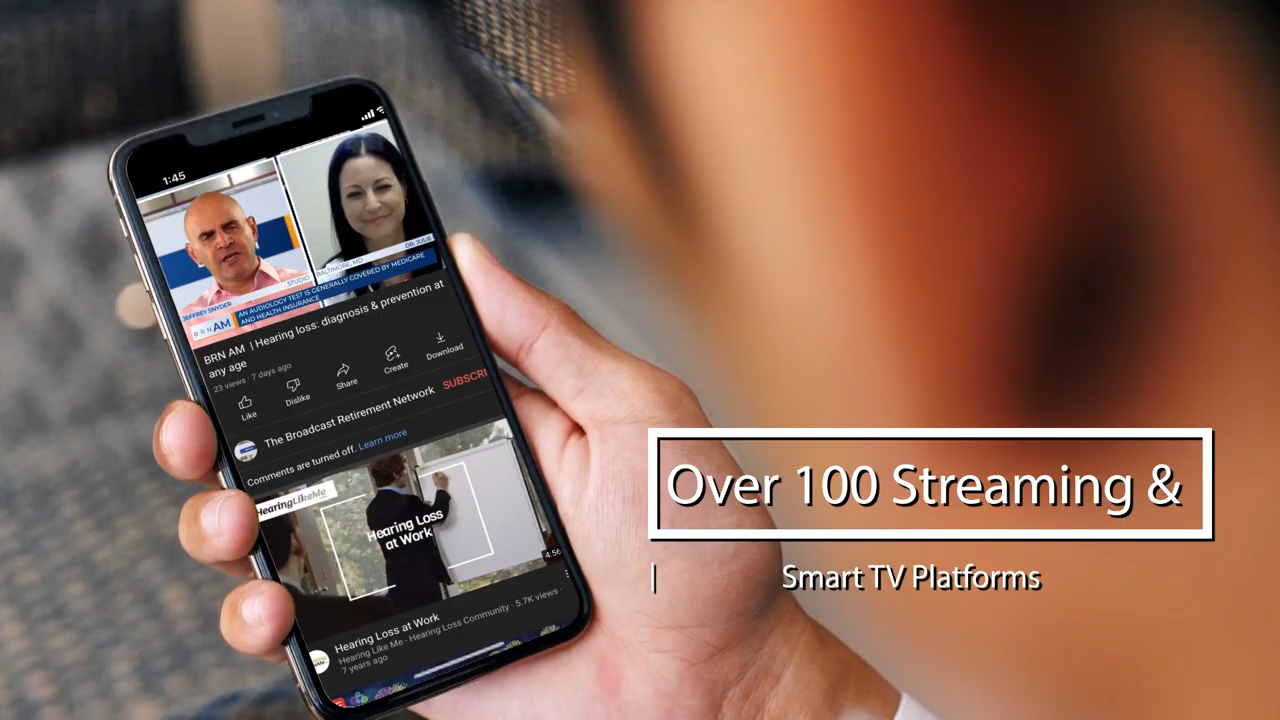 1:45
JEFFREY SNYDER
STUDIO
BALTIMORE, MD
DR. JULIE
BRN AM
AN AUDIOLOGY TEST IS GENERALLY COVERED BY MEDICARE
AND HEALTH INSURANCE
BRN AM | Hearing loss: diagnosis & prevention at
any age
23 views · 7 days ago
Like
Dislike
Share
Create
Download
The Broadcast Retirement Network
SUBSCRI
Comments are turned off. Learn more
HearingLikeMe
Hearing Loss
at Work
4:56
Hearing Loss at Work
Hearing Like Me - Hearing Loss Community · 5.7K views ·
7 years ago
Over 100 Streaming &
| Smart TV Platforms